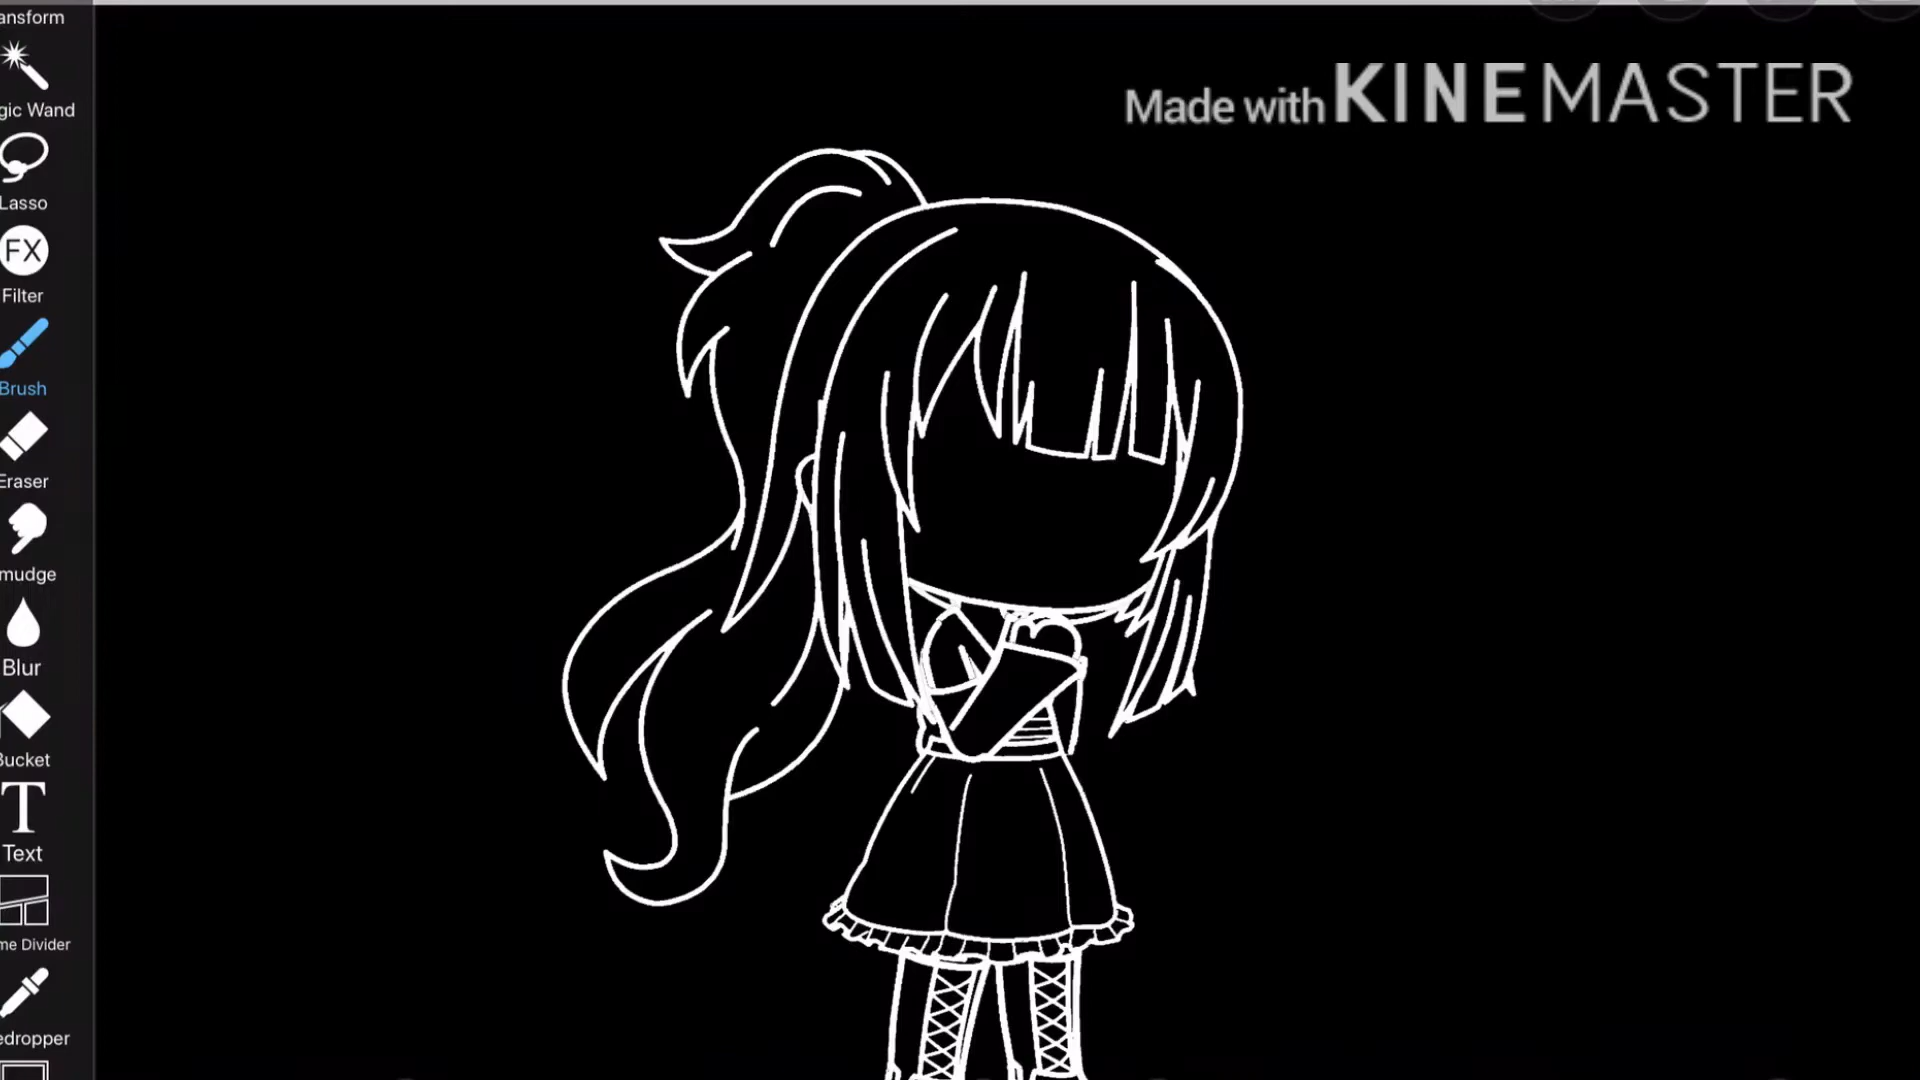 ansform
gic Wand
Lasso
FX
Filter
Brush
Eraser
mudge
Blur
Bucket
T
Text
me Divider
edropper
Made with KINEMASTER